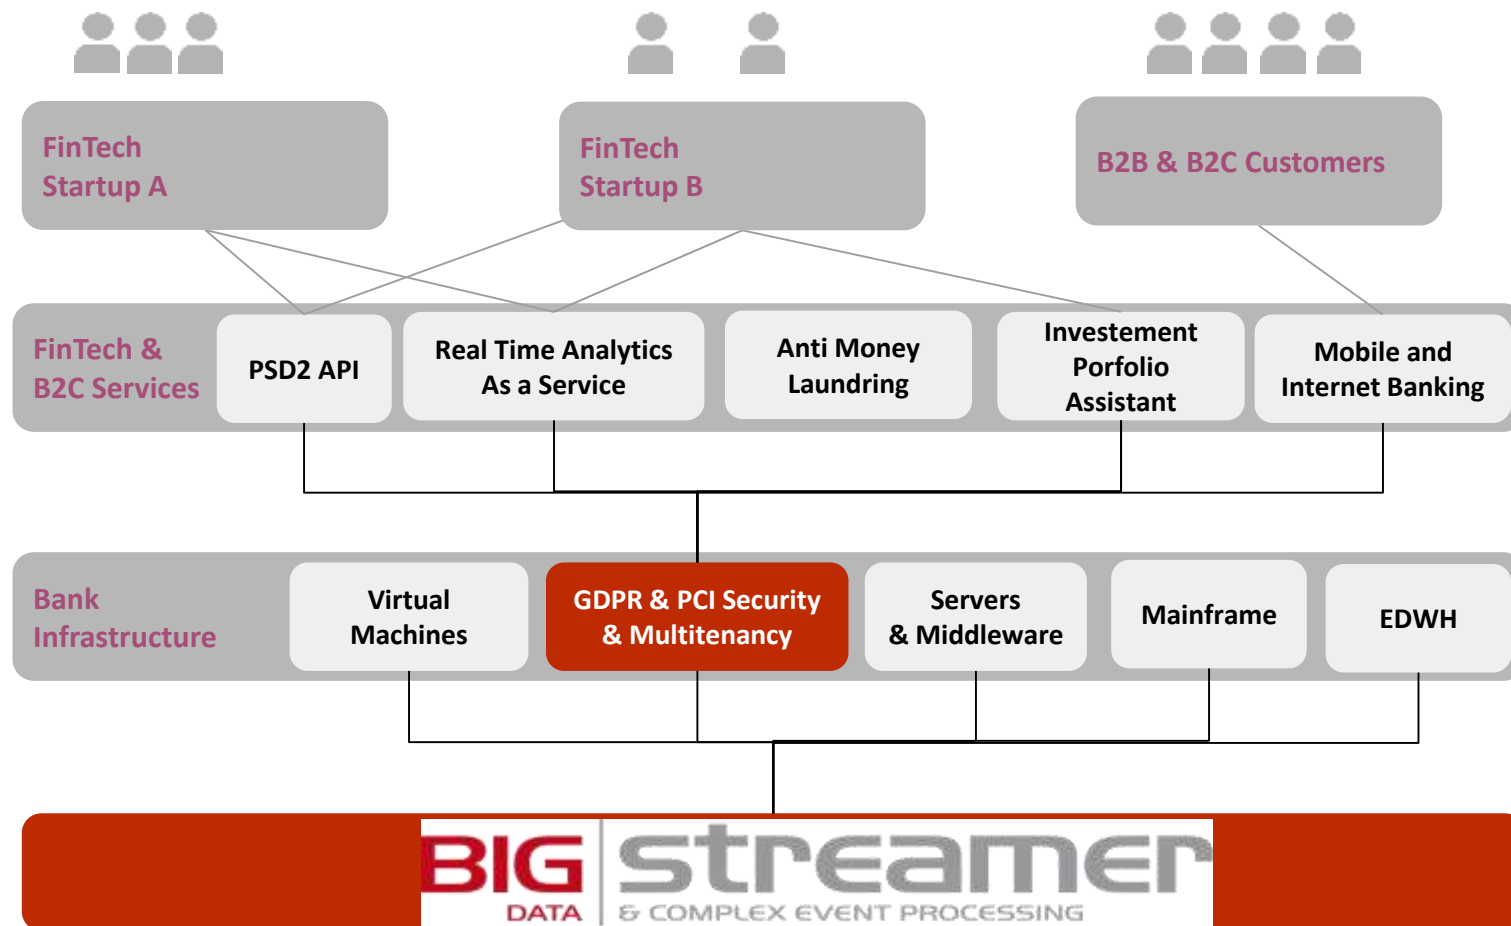 FinTech
Startup A
FinTech
Startup B
B2B & B2C Customers
FinTech &
B2C Services
PSD2 API
Real Time Analytics
As a Service
Anti Money
Laundring
Investement
Porfolio
Assistant
Mobile and
Internet Banking
Bank
Infrastructure
Virtual
Machines
GDPR & PCI Security
& Multitenancy
Servers
& Middleware
Mainframe
EDWH
BIG streamer
DATA & COMPLEX EVENT PROCESSING